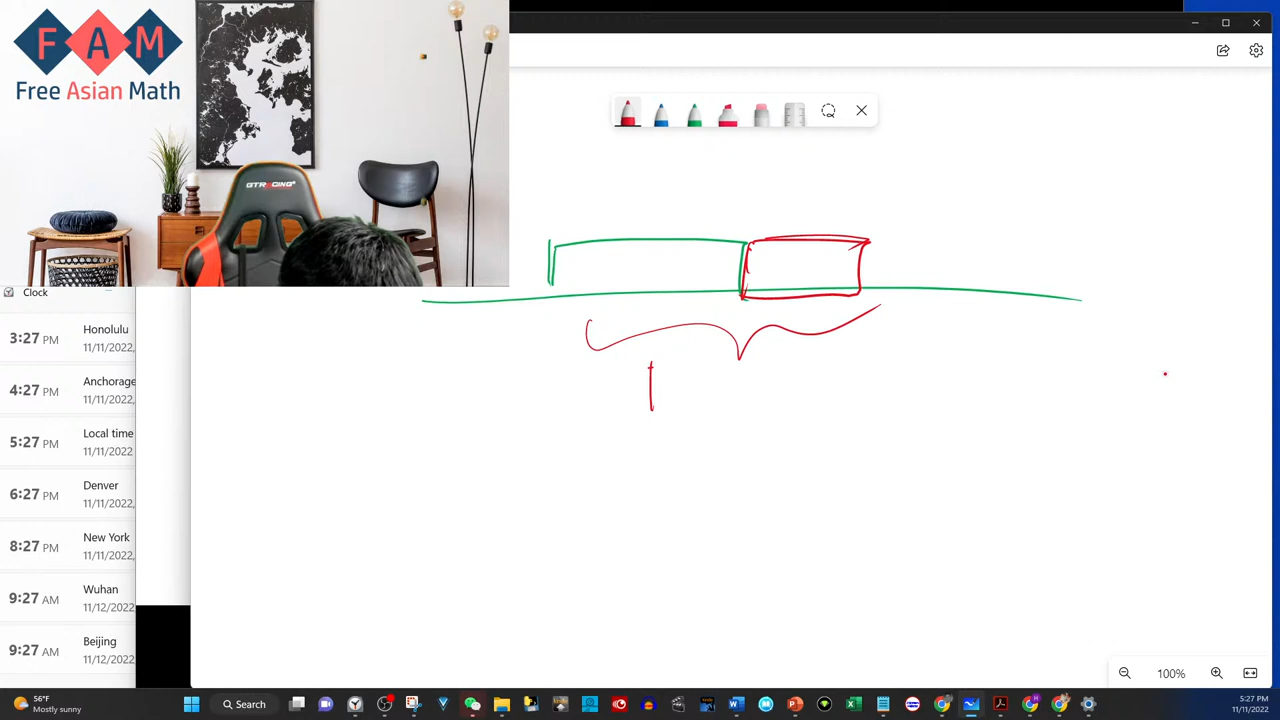 FAM
Free Asian Math
GTRACING
Clock
3:27 PM
Honolulu
11/11/2022,
4:27 PM
Anchorage
11/11/2022,
5:27 PM
Local time
11/11/2022
6:27 PM
Denver
11/11/2022,
8:27 PM
New York
11/11/2022,
9:27 AM
Wuhan
11/12/2022
9:27 AM
Beijing
11/12/2022
100%
56°F
Mostly sunny
Search
5:27 PM
11/11/2022